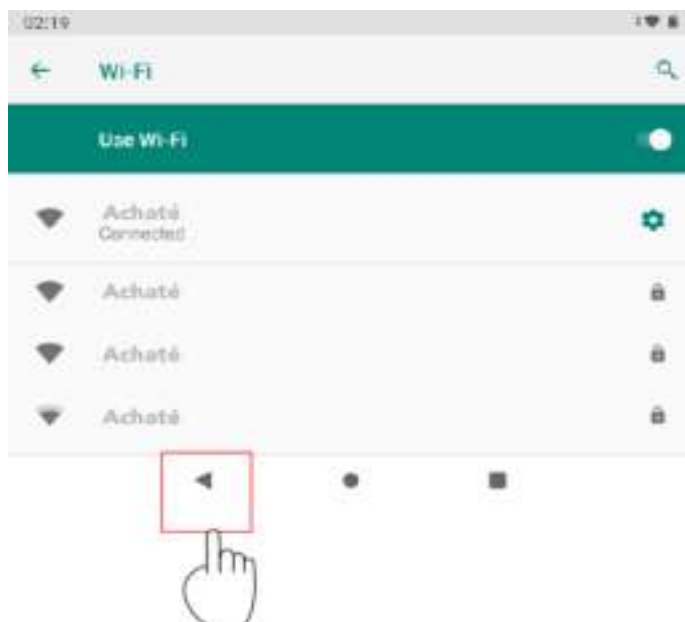 02:19
Wi-Fi
Use Wi-Fi
Achaté
Connected
Achaté
Achaté
Achaté